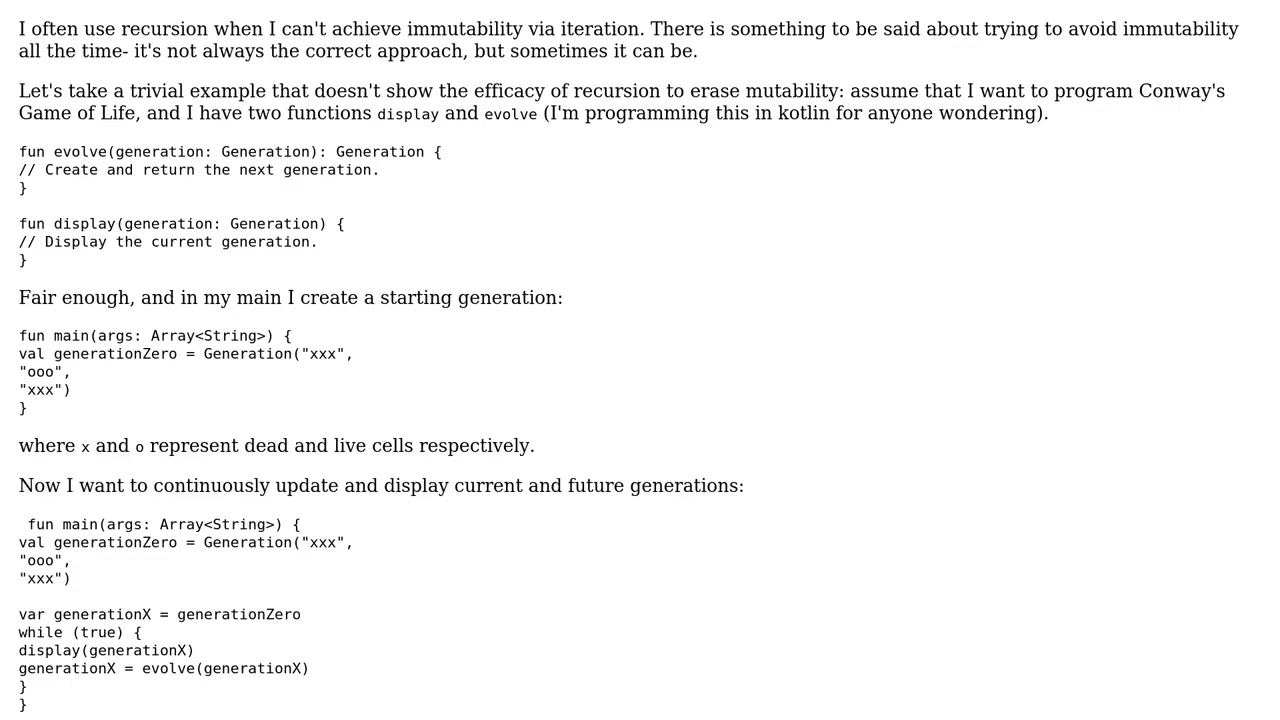 I often use recursion when I can't achieve immutability via iteration. There is something to be said about trying to avoid immutability
all the time- it's not always the correct approach, but sometimes it can be.
Let's take a trivial example that doesn't show the efficacy of recursion to erase mutability: assume that I want to program Conway's
Game of Life, and I have two functions display and evolve (I'm programming this in kotlin for anyone wondering).
fun evolve(generation: Generation): Generation {
// Create and return the next generation.
}
fun display(generation: Generation) {
// Display the current generation.
}
Fair enough, and in my main I create a starting generation:
fun main(args: Array<String>) {
val generationZero = Generation("xxx",
"ooo",
"xxx")
}
where x and o represent dead and live cells respectively.
Now I want to continuously update and display current and future generations:
fun main(args: Array<String>) {
val generationZero = Generation("xxx",
"ooo",
"xxx")
var generationX = generationZero
while (true) {
display(generationX)
generationX = evolve(generationX)
}
}